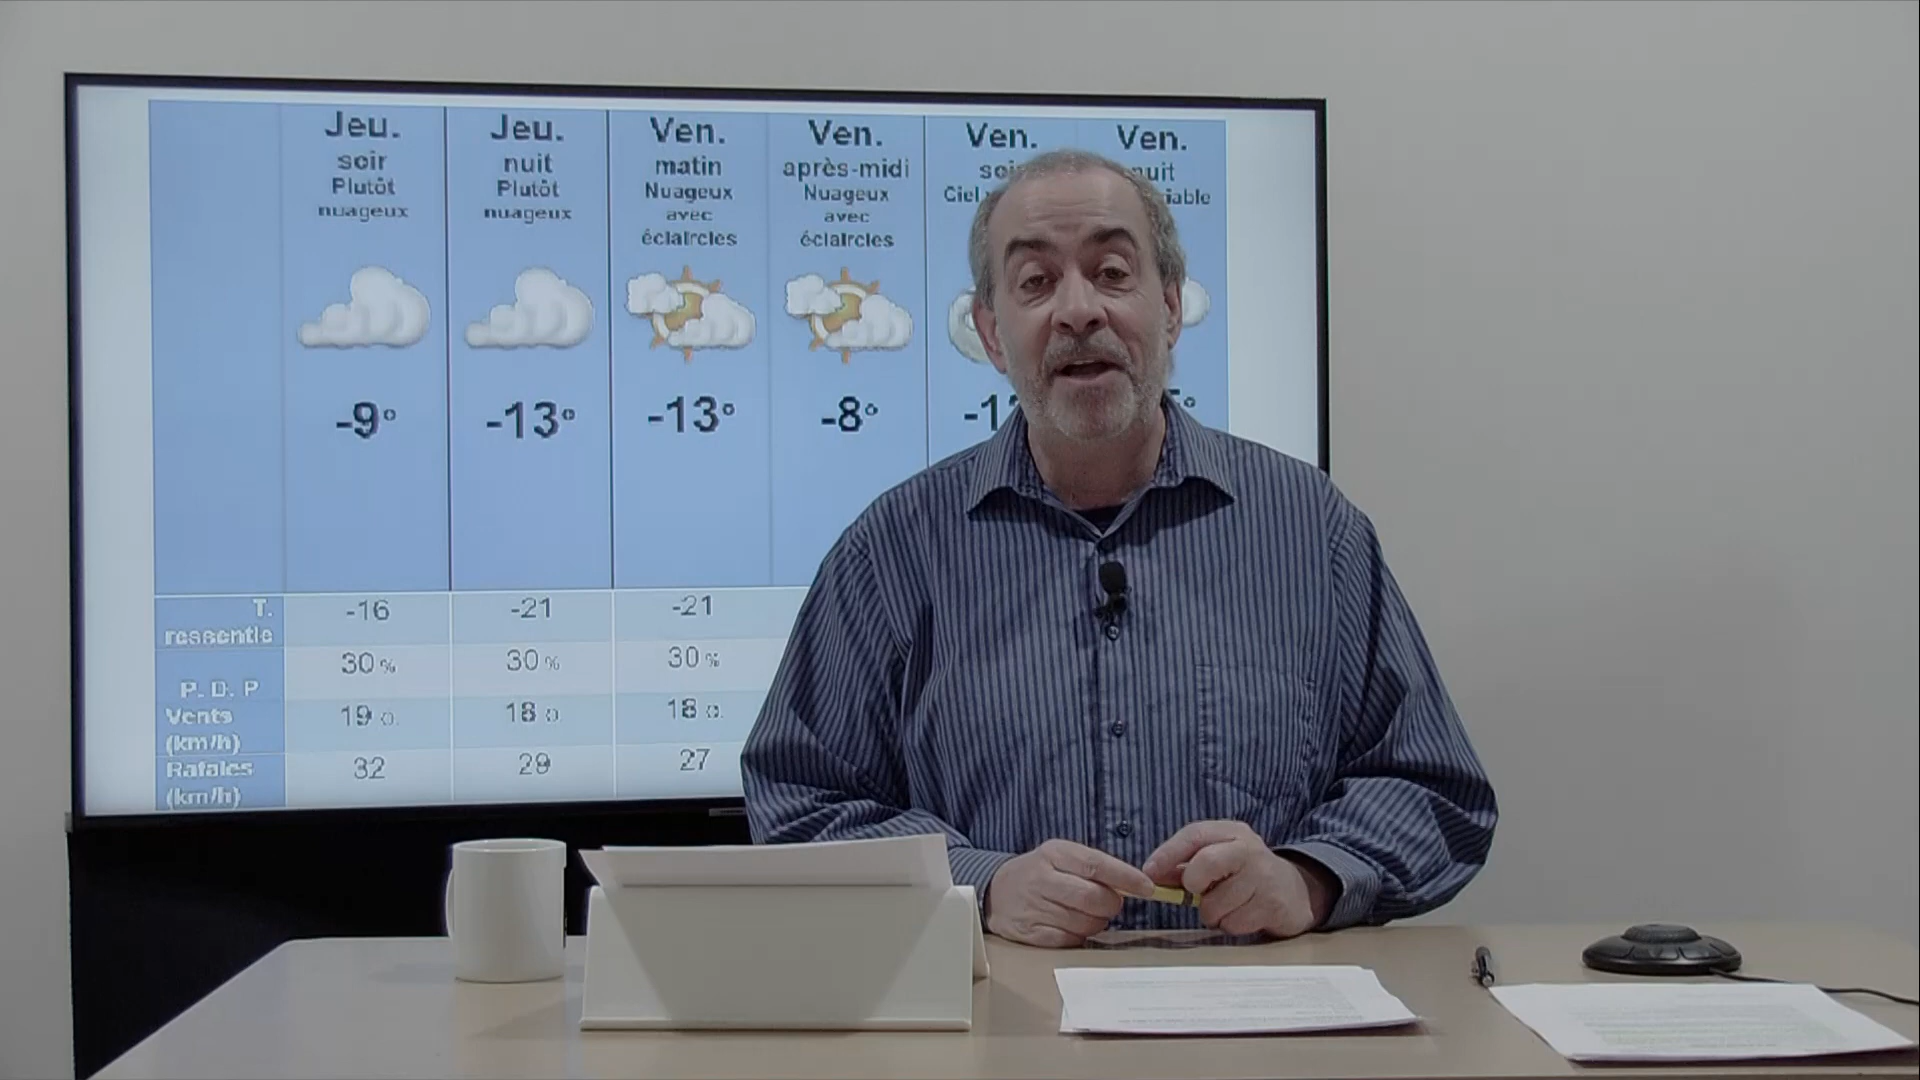 Jeu.
soir
Plutôt
nuageux
-9°
Jeu.
nuit
Plutôt
nuageux
-13°
Ven.
matin
Nuageux
avec
éclaircies
-13°
Ven.
après-midi
Nuageux
avec
éclaircies
-8°
Ven.
Ciel
Ven.
nuit
T.
ressentie
-16
-21
-21
P. D. P
30 %
30 %
30 %
Vents
(km/h)
19 O.
18 O.
18 O.
Rafales
(km/h)
32
29
27